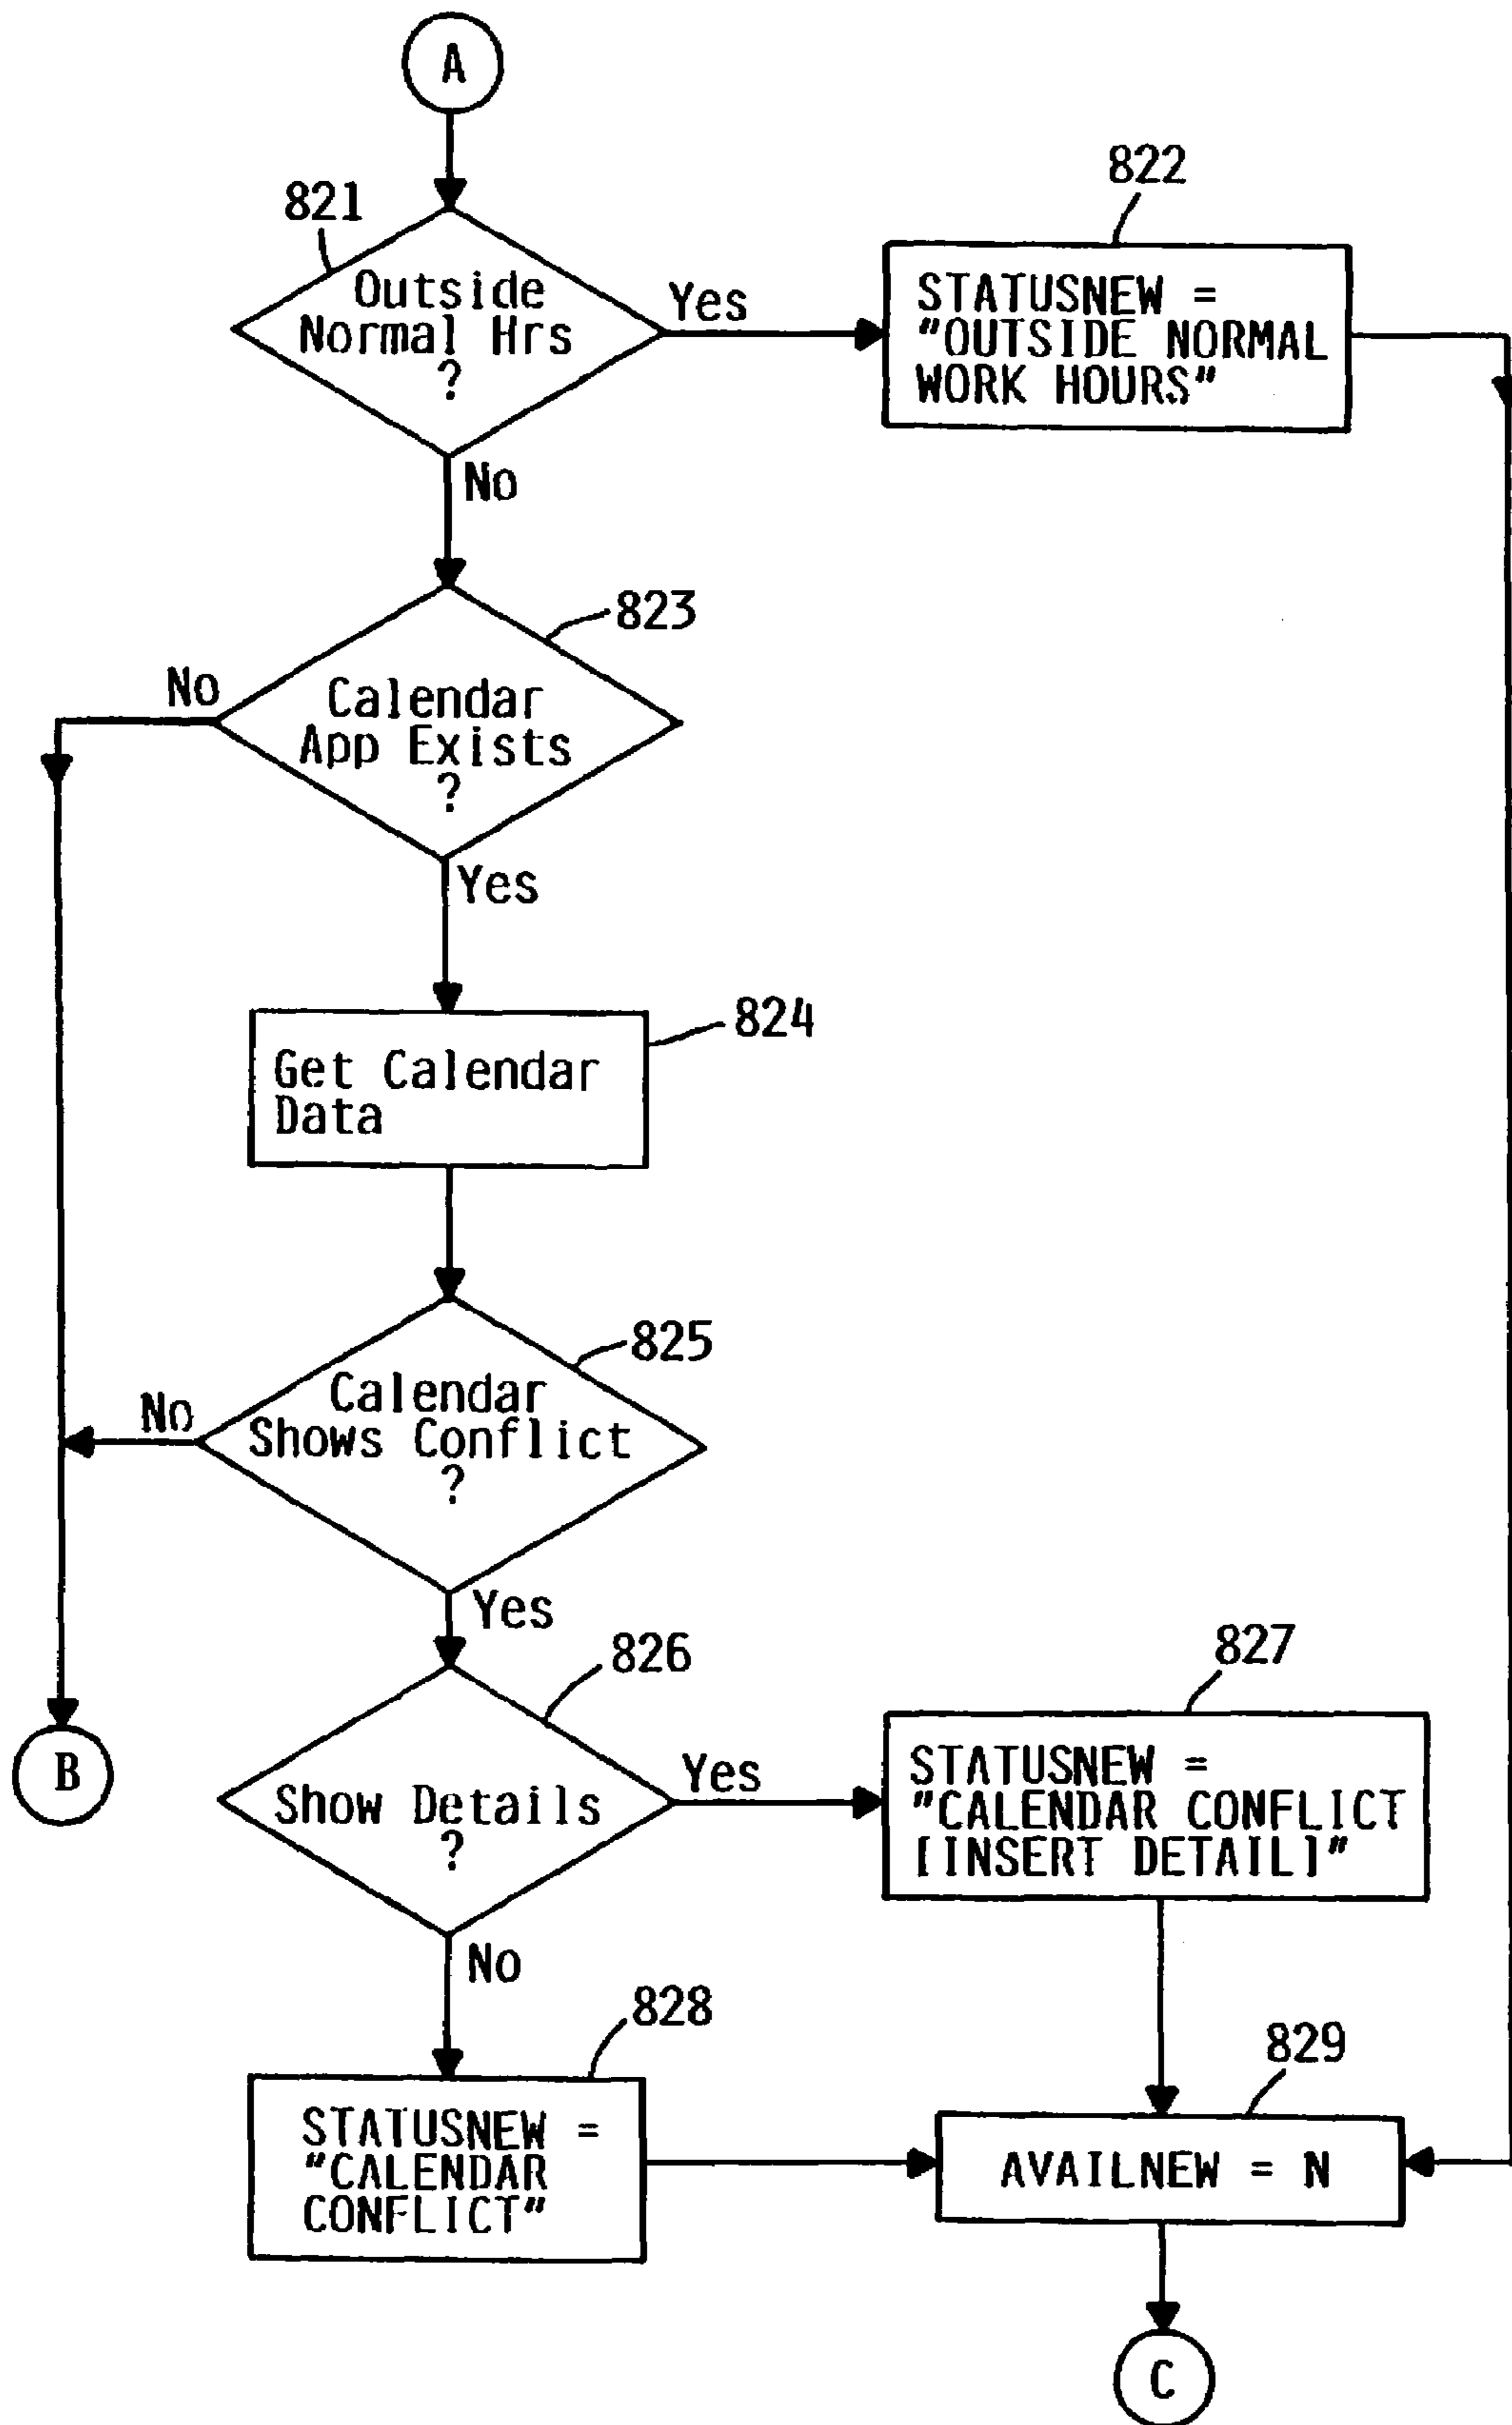 A
821
Outside
Normal Hrs
?
Yes
822
STATUSNEW =
"OUTSIDE NORMAL
WORK HOURS"
No
823
No
Calendar
App Exists
?
Yes
824
Get Calendar
Data
825
No
Calendar
Shows Conflict
?
Yes
826
827
B
Show Details
?
Yes
STATUSNEW =
"CALENDAR CONFLICT
[INSERT DETAIL]"
No
828
829
STATUSNEW =
"CALENDAR
CONFLICT"
AVAILNEW = N
C